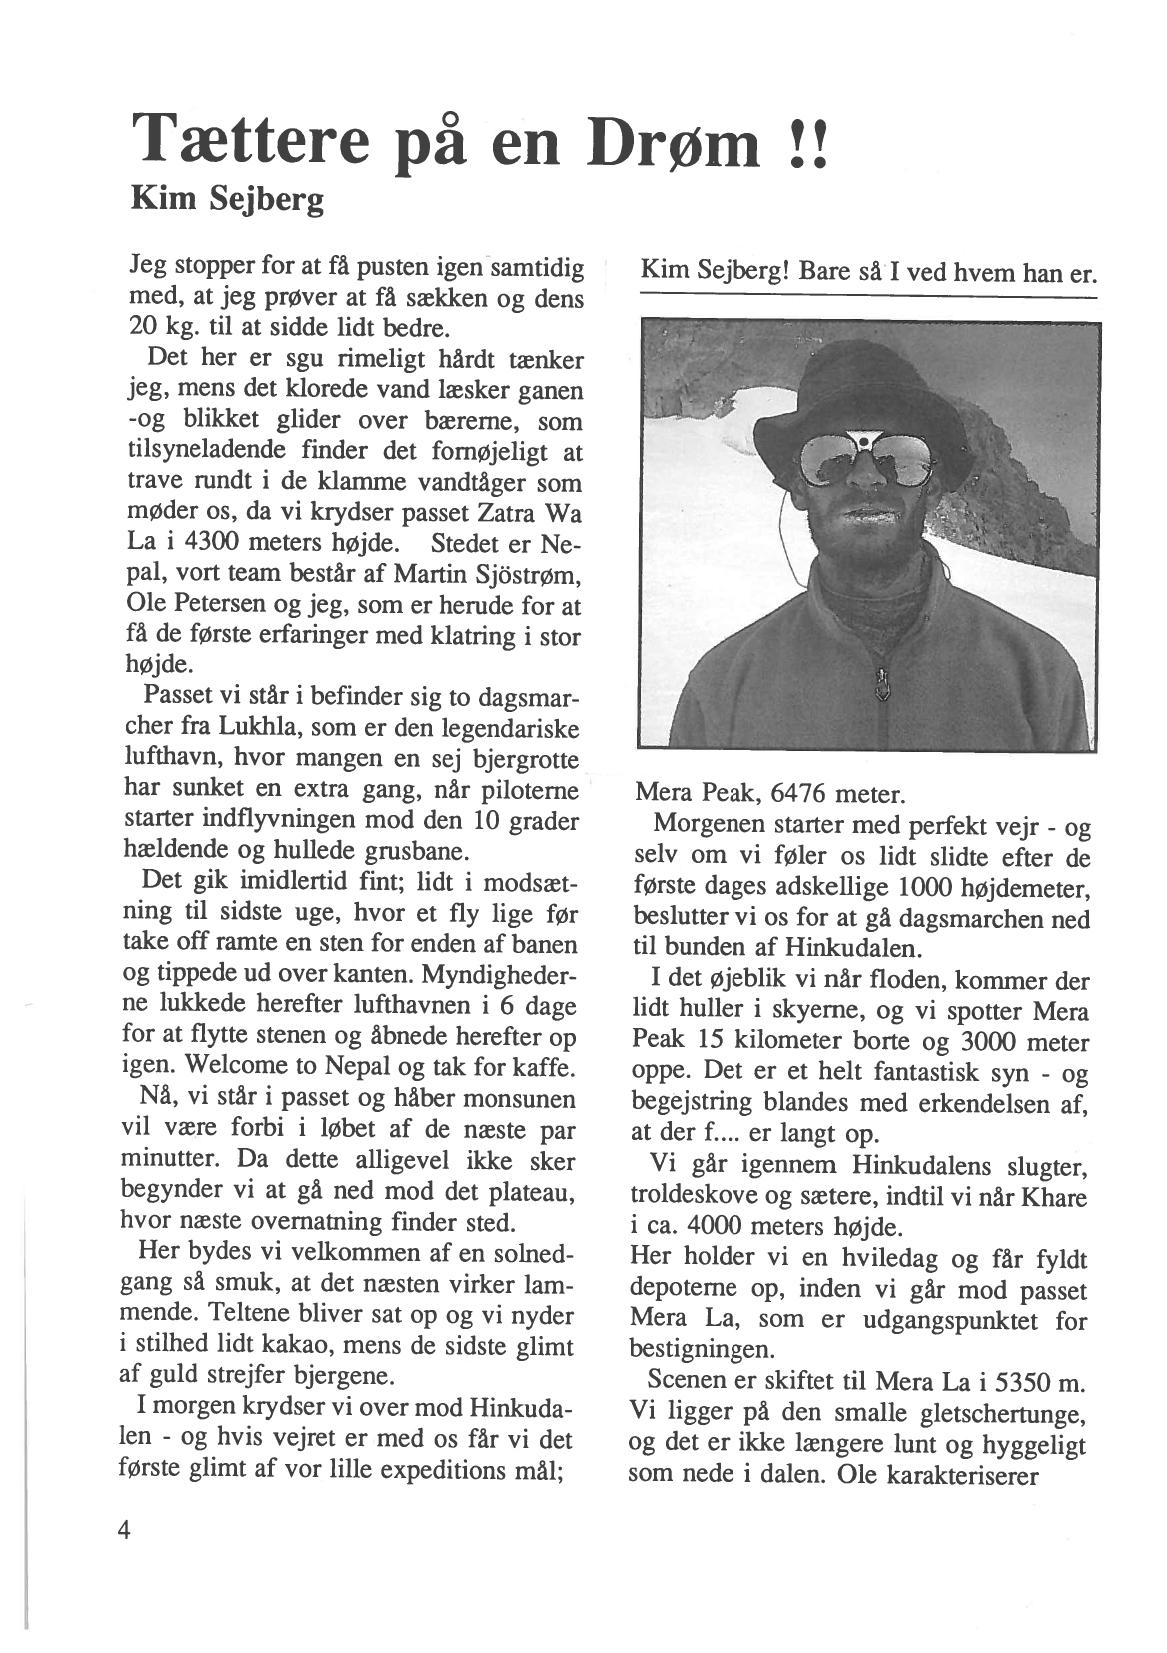 Tættere på en Drøm !!
Kim Sejberg
Jeg stopper for at få pusten igen samtidig
med, at jeg prøver at få sækken og dens
20 kg. til at sidde lidt bedre.
Det her er sgu rimeligt hårdt tænker
jeg, mens det klorede vand læsker ganen
-og blikket glider over bærerne, som
tilsyneladende finder det fornøjeligt at
trave rundt i de klamme vandtåger som
møder os, da vi krydser passet Zatra Wa
La i 4300 meters højde. Stedet er Ne-
pal, vort team består af Martin Sjöstrøm,
Ole Petersen og jeg, som er herude for at
få de første erfaringer med klatring i stor
højde.
Passet vi står i befinder sig to dagsmar-
cher fra Lukhla, som er den legendariske
lufthavn, hvor mangen en sej bjergrotte
har sunket en extra gang, når piloterne
starter indflyvningen mod den 10 grader
hældende og hullede grusbane.
Det gik imidlertid fint; lidt i modsæt-
ning til sidste uge, hvor et fly lige før
take off ramte en sten for enden af banen
og tippede ud over kanten. Myndigheder-
ne lukkede herefter lufthavnen i 6 dage
for at flytte stenen og åbnede herefter op
igen. Welcome to Nepal og tak for kaffe.
Nå, vi står i passet og håber monsunen
vil være forbi i løbet af de næste par
minutter. Da dette alligevel ikke sker
begynder vi at gå ned mod det plateau,
hvor næste overnatning finder sted.
Her bydes vi velkommen af en solned-
gang så smuk, at det næsten virker lam-
mende. Teltene bliver sat op og vi nyder
i stilhed lidt kakao, mens de sidste glimt
af guld strejfer bjergene.
I morgen krydser vi over mod Hinkuda-
len - og hvis vejret er med os får vi det
første glimt af vor lille expeditions mål;
Kim Sejberg! Bare så I ved hvem han er.
Mera Peak, 6476 meter.
Morgenen starter med perfekt vejr - og
selv om vi føler os lidt slidte efter de
første dages adskellige 1000 højdemeter,
beslutter vi os for at gå dagsmarchen ned
til bunden af Hinkudalen.
I det øjeblik vi når floden, kommer der
lidt huller i skyerne, og vi spotter Mera
Peak 15 kilometer borte og 3000 meter
oppe. Det er et helt fantastisk syn - og
begejstring blandes med erkendelsen af,
at der f.... er langt op.
Vi går igennem Hinkudalens slugter,
troldeskove og sætere, indtil vi når Khare
i ca. 4000 meters højde.
Her holder vi en hviledag og får fyldt
depoterne op, inden vi går mod passet
Mera La, som er udgangspunktet for
bestigningen.
Scenen er skiftet til Mera La i 5350 m.
Vi ligger på den smalle gletschertunge,
og det er ikke længere lunt og hyggeligt
som nede i dalen. Ole karakteriserer
4